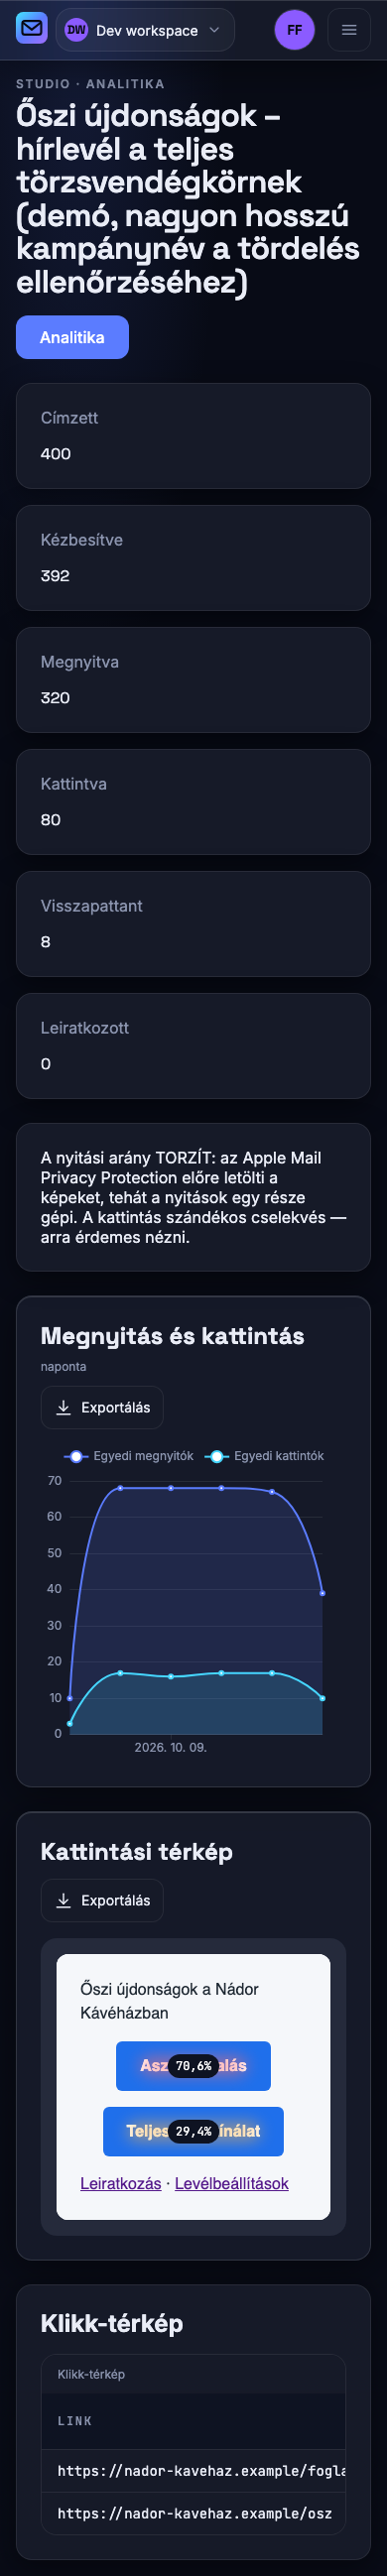 DW Dev workspace FF
STUDIO · ANALITIKA
Őszi újdonságok –
hírlevél a teljes
törzsvendégkörnek
(demó, nagyon hosszú
kampánynév a tördelés
ellenőrzéséhez)
Analitika
Címzett
400
Kézbesítve
392
Megnyitva
320
Kattintva
80
Visszapattant
8
Leiratkozott
0
A nyitási arány TORZÍT: az Apple Mail
Privacy Protection előre letölti a
képeket, tehát a nyitások egy része
gépi. A kattintás szándékos cselekvés —
arra érdemes nézni.
Megnyitás és kattintás
naponta
Exportálás
Egyedi megnyitók Egyedi kattintók
70
60
50
40
30
20
10
0
2026. 10. 09.
Kattintási térkép
Exportálás
Őszi újdonságok a Nádor
Kávéházban
70,6%
29,4%
Leiratkozás · Levélbeállítások
Klikk-térkép
Klikk-térkép
LINK
https://nador-kavehaz.example/fogla
https://nador-kavehaz.example/osz